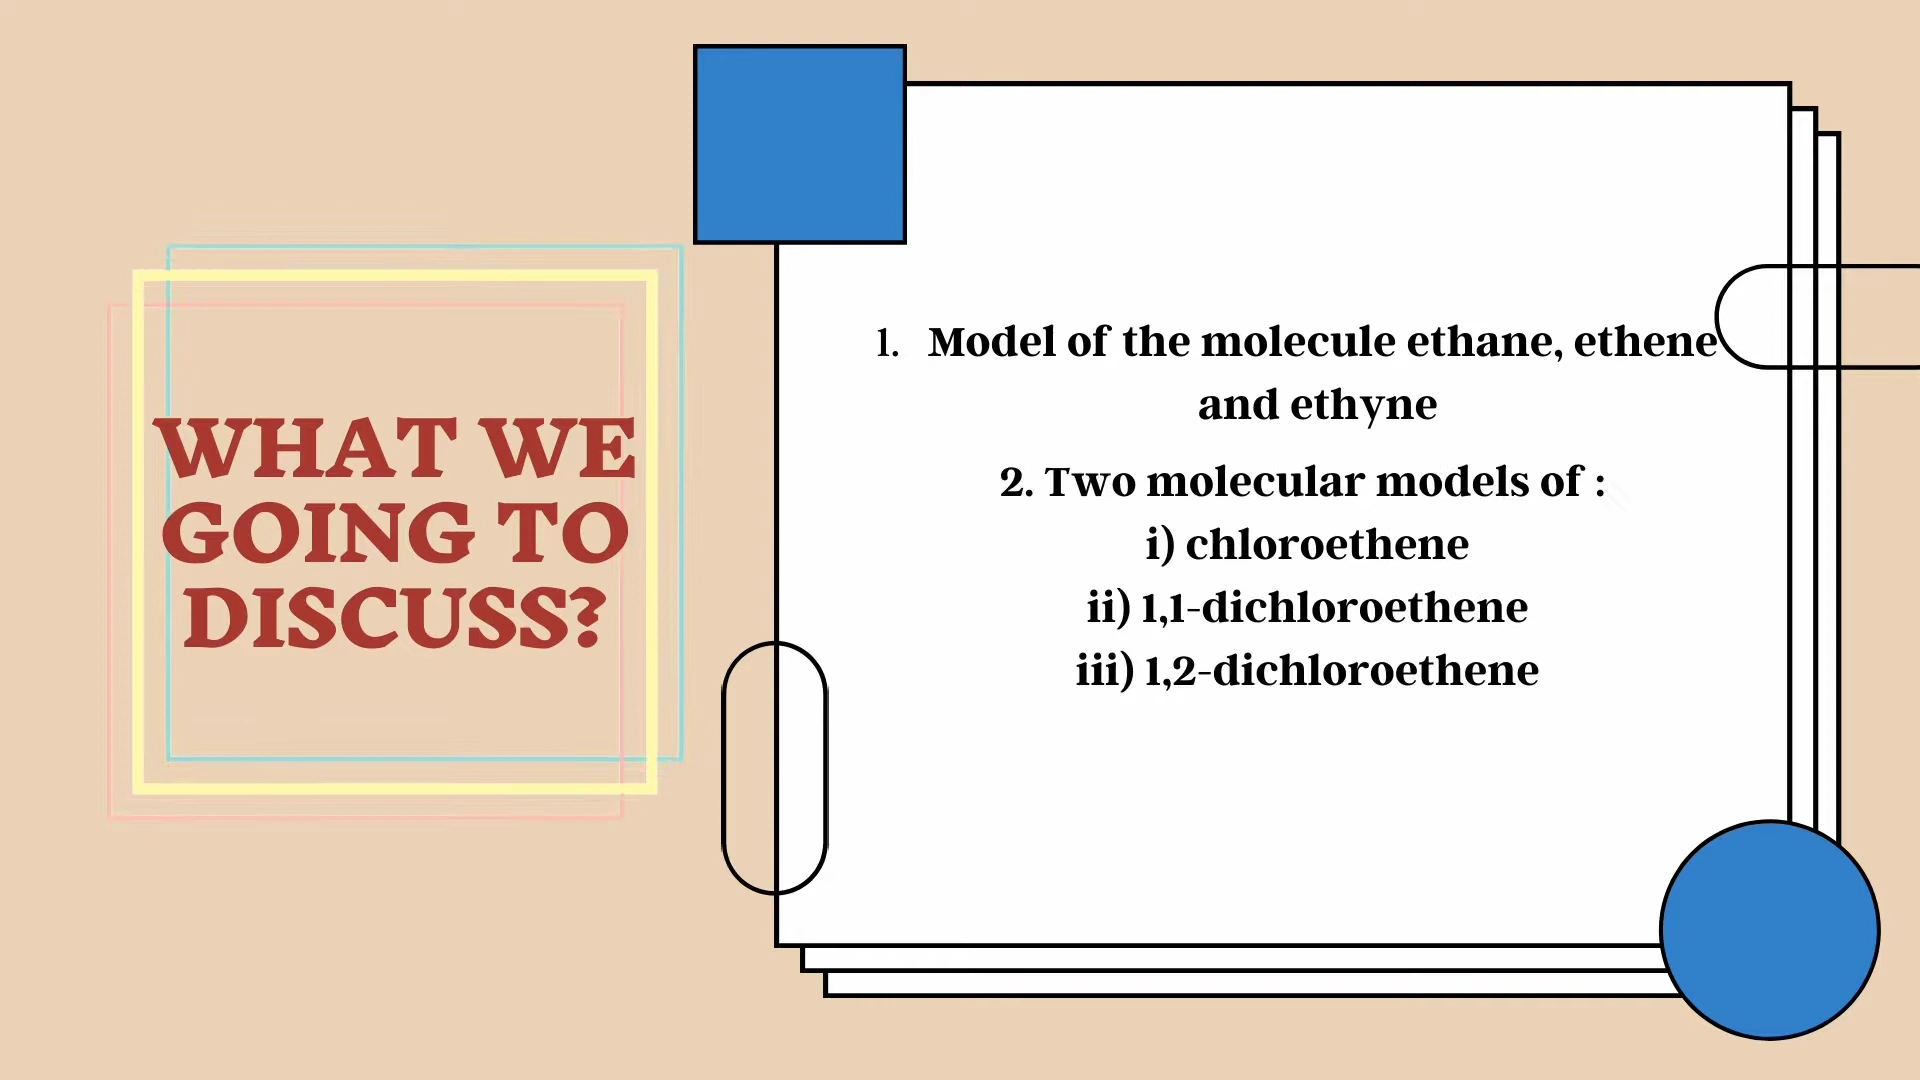 WHAT WE
GOING TO
DISCUSS?
1. Model of the molecule ethane, ethene
and ethyne
2. Two molecular models of :
i) chloroethene
ii) 1,1-dichloroethene
iii) 1,2-dichloroethene